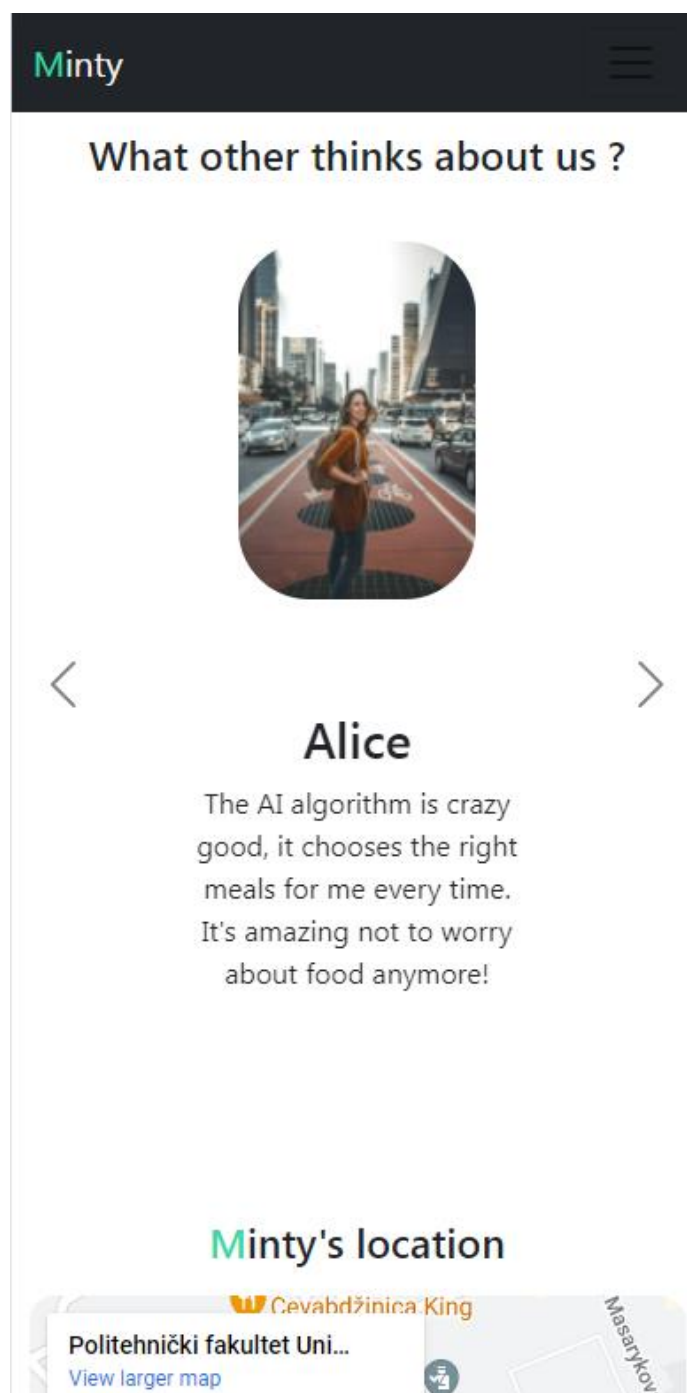 Minty
What other thinks about us ?
Alice
The AI algorithm is crazy
good, it chooses the right
meals for me every time.
It's amazing not to worry
about food anymore!
Minty's location
Cevabdžinica King
Masarykov
Politehnički fakultet Uni...
View larger map